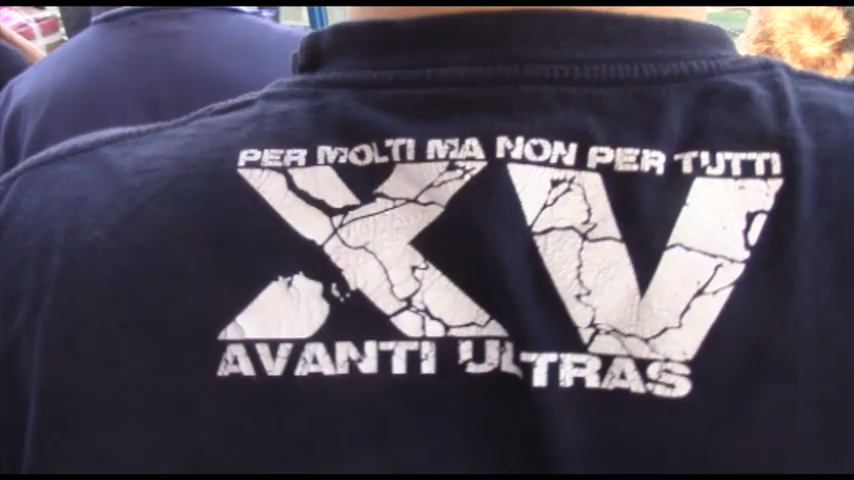 PER MOLTI MA NON PER TUTTI
XV
AVANTI ULTRAS